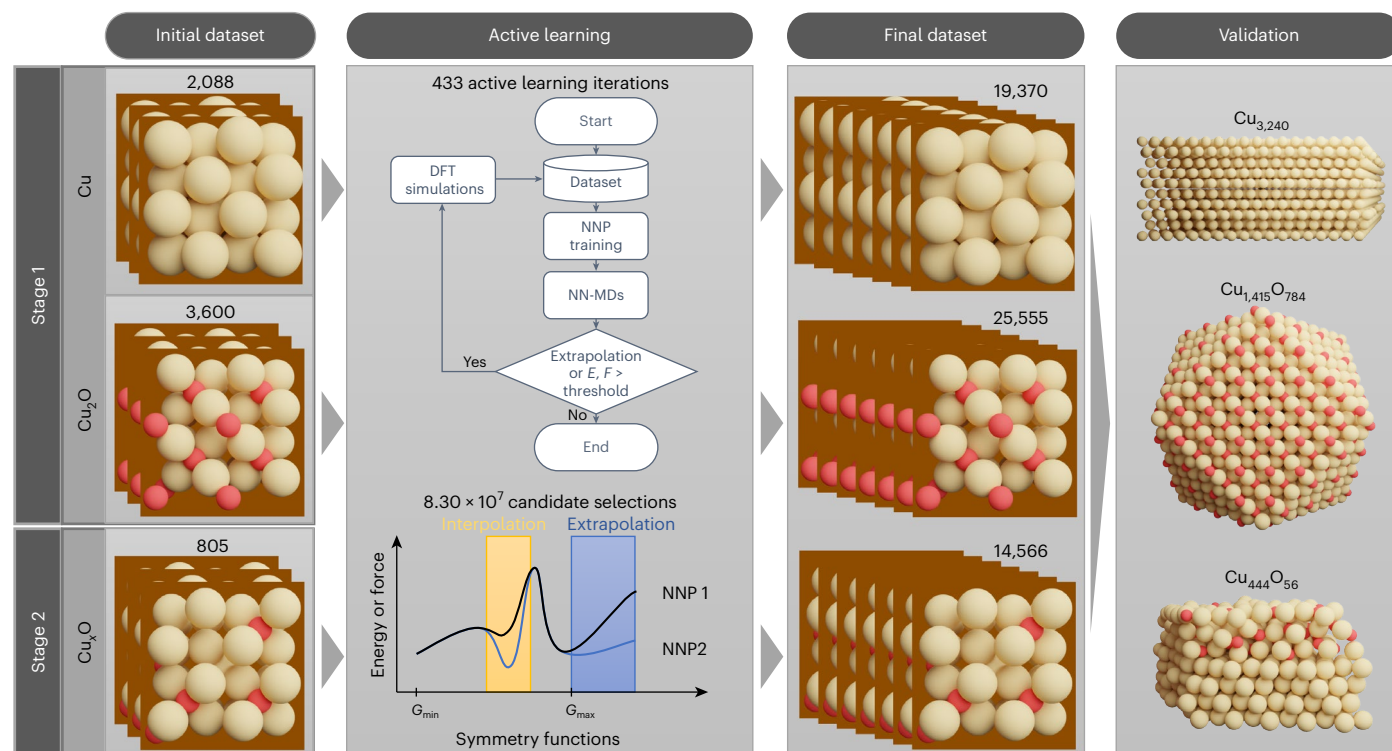 Initial dataset
Active learning
Final dataset
Validation
Stage 1
Cu
2,088
Cu₂O
3,600
Stage 2
CuₓO
805
433 active learning iterations
Start
DFT
simulations
Dataset
NNP
training
NN-MDs
Extrapolation
or E, F >
threshold
Yes
No
End
8.30 × 10⁷ candidate selections
Interpolation
Extrapolation
Energy or force
NNP 1
NNP2
Gmin
Gmax
Symmetry functions
19,370
25,555
14,566
Cu₃,₂₄₀
Cu₁,₄₁₅O₇₈₄
Cu₄₄₄O₅₆